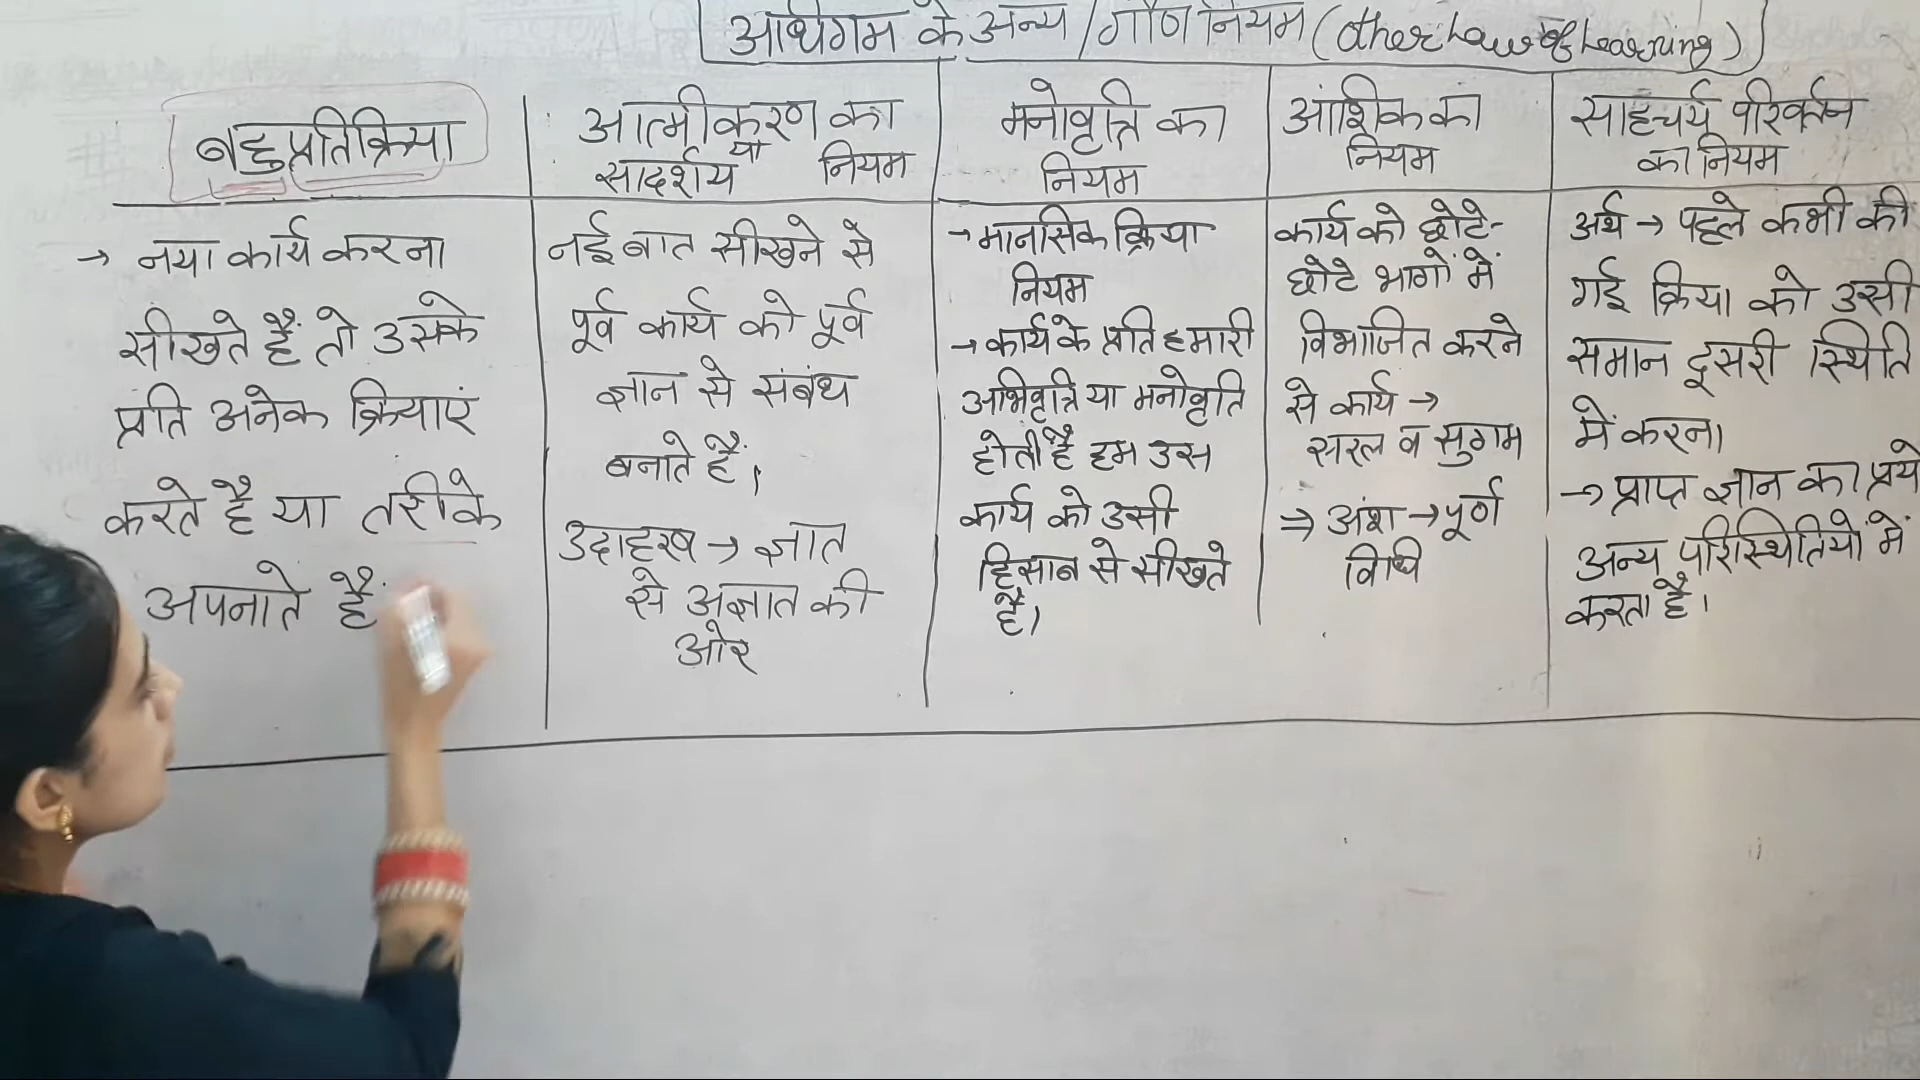 अधिगम के अन्य/गौण नियम (Other Law of Learning)
बहुप्रतिक्रिया
→ नया कार्य करना
सीखते हैं तो उसके
प्रति अनेक क्रियाएं
करते है या तरीके
अपनाते हैं
आत्मीकरण का
या
सादर्शय नियम
नई बात सीखने से
पूर्व कार्य को पूर्व
ज्ञान से संबंध
बनाते हैं।
उदाहरण → ज्ञात
से अज्ञात की
ओर
मनोवृत्ति का
नियम
→ मानसिक क्रिया
नियम
→ कार्य के प्रति हमारी
अभिवृत्ति या मनोवृति
होती है हम उस
कार्य को उसी
हिसाब से सीखते
है।
आंशिक का
नियम
कार्य को छोटे-
छोटे भागों में
विभाजित करने
से कार्य →
सरल व सुगम
⇒ अंश → पूर्ण
विधि
साहचर्य परिवर्तन
का नियम
अर्थ → पहले कभी की
गई क्रिया को उसी
समान दूसरी स्थिति
में करना
→ प्राप्त ज्ञान का प्रयो
अन्य परिस्थितियों में
करता है।